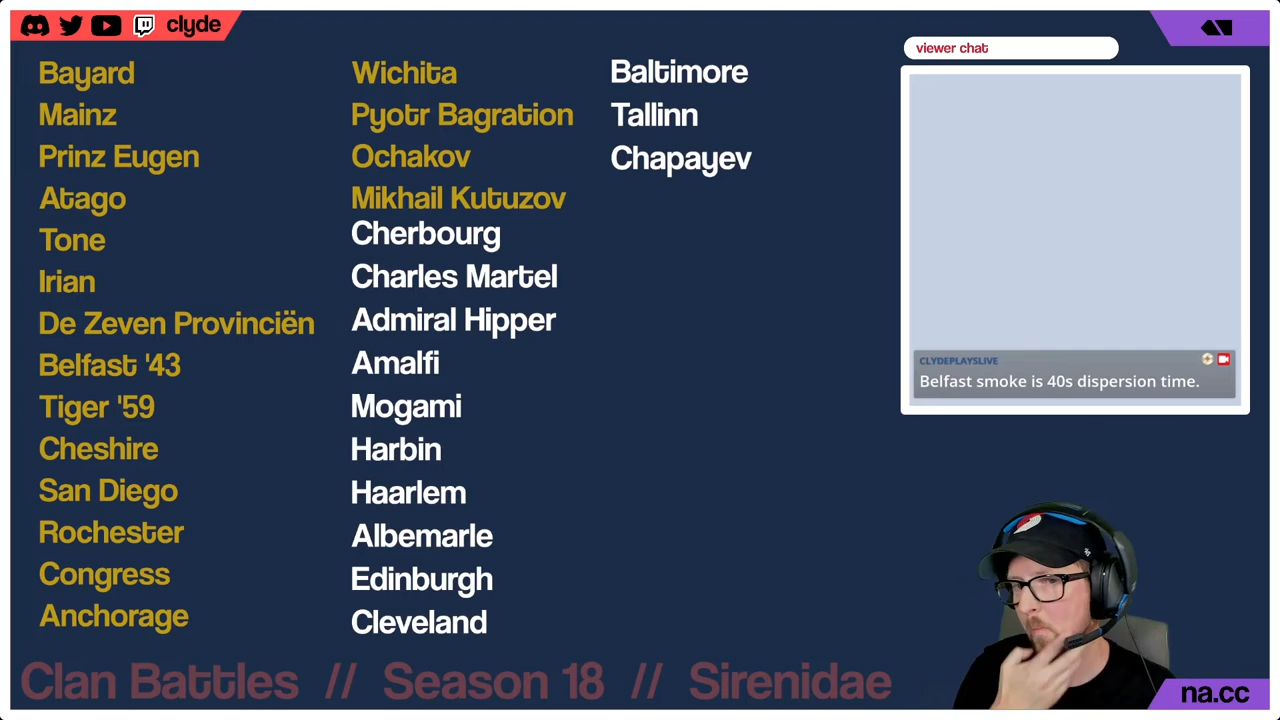 clyde
Bayard
Mainz
Prinz Eugen
Atago
Tone
Irian
De Zeven Provinciën
Belfast '43
Tiger '59
Cheshire
San Diego
Rochester
Congress
Anchorage
Wichita
Pyotr Bagration
Ochakov
Mikhail Kutuzov
Cherbourg
Charles Martel
Admiral Hipper
Amalfi
Mogami
Harbin
Haarlem
Albemarle
Edinburgh
Cleveland
Baltimore
Tallinn
Chapayev
viewer chat
CLYDEPLAYSLIVE
Belfast smoke is 40s dispersion time.
Clan Battles // Season 18 // Sirenidae
na.cc